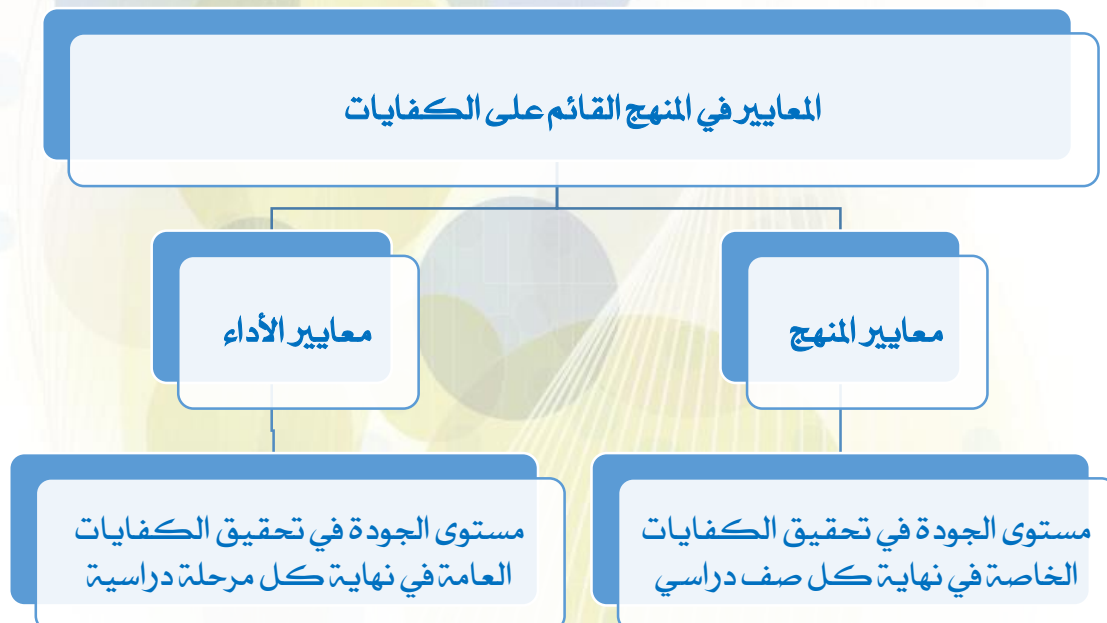 المعايير في المنهج القائم على الكفايات
معايير المنهج
معايير الأداء
مستوى الجودة في تحقيق الكفايات
الخاصة في نهاية كل صف دراسي
مستوى الجودة في تحقيق الكفايات
العامة في نهاية كل مرحلة دراسية